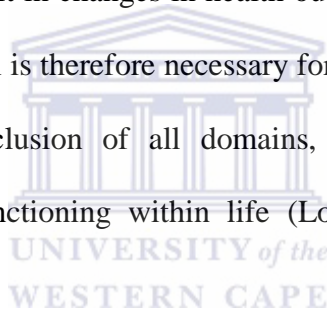 in changes in health
is therefore necessary for
clusion of all domains,
nctioning within life (Lo
UNIVERSITY of the
WESTERN CAPE